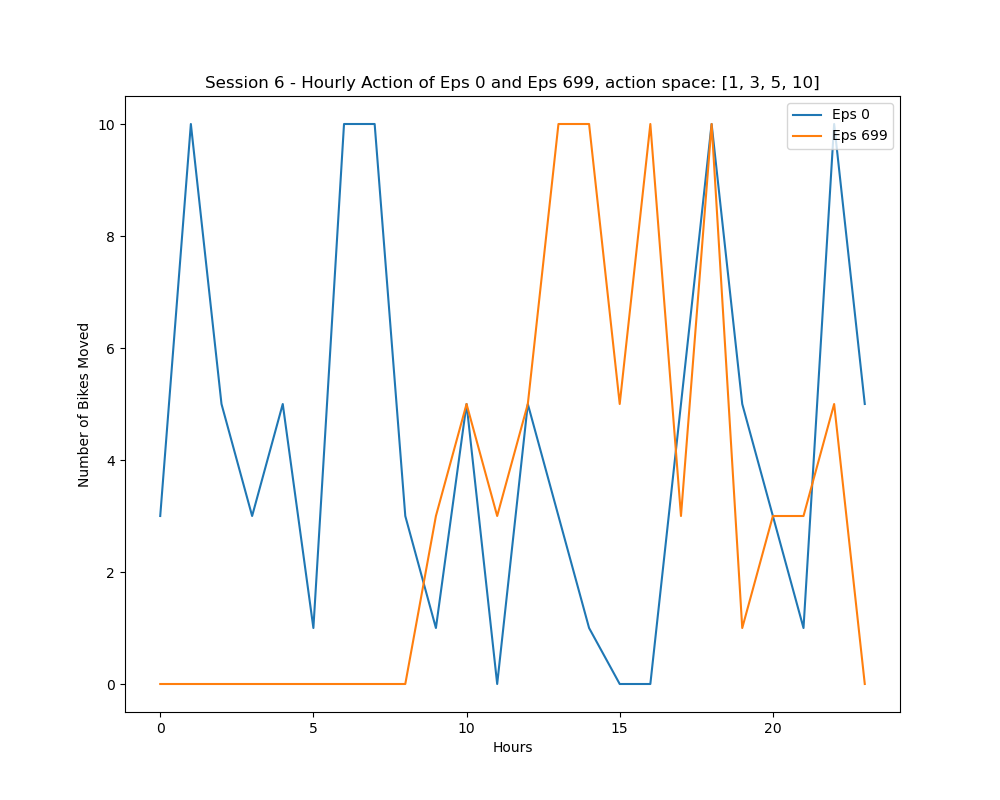 Session 6 - Hourly Action of Eps 0 and Eps 699, action space: [1, 3, 5, 10]
Eps 0
Eps 699
10
8
6
4
2
0
Number of Bikes Moved
0 5 10 15 20
Hours